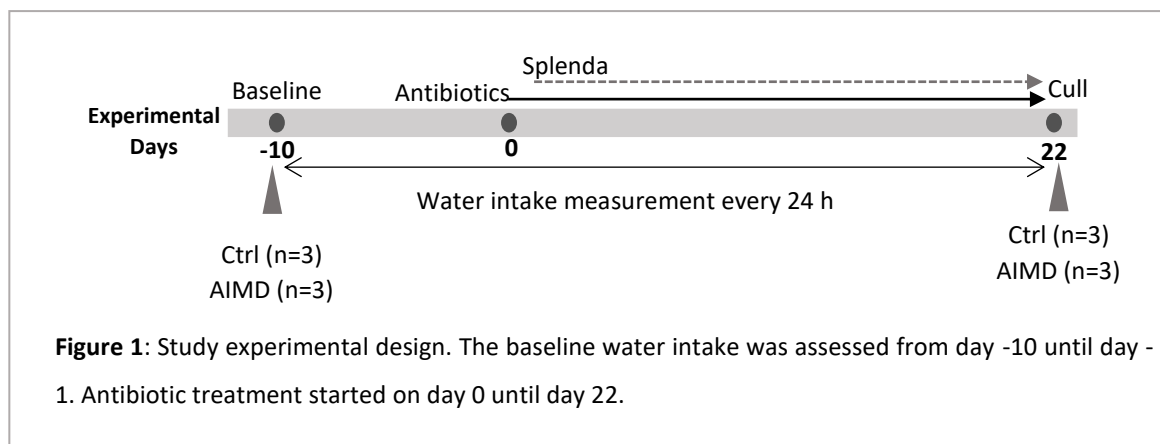 Splenda
Baseline
Antibiotics
Cull
Experimental
Days
-10
0
22
Water intake measurement every 24 h
Ctrl (n=3)
AIMD (n=3)
Ctrl (n=3)
AIMD (n=3)
Figure 1: Study experimental design. The baseline water intake was assessed from day -10 until day -
1. Antibiotic treatment started on day 0 until day 22.